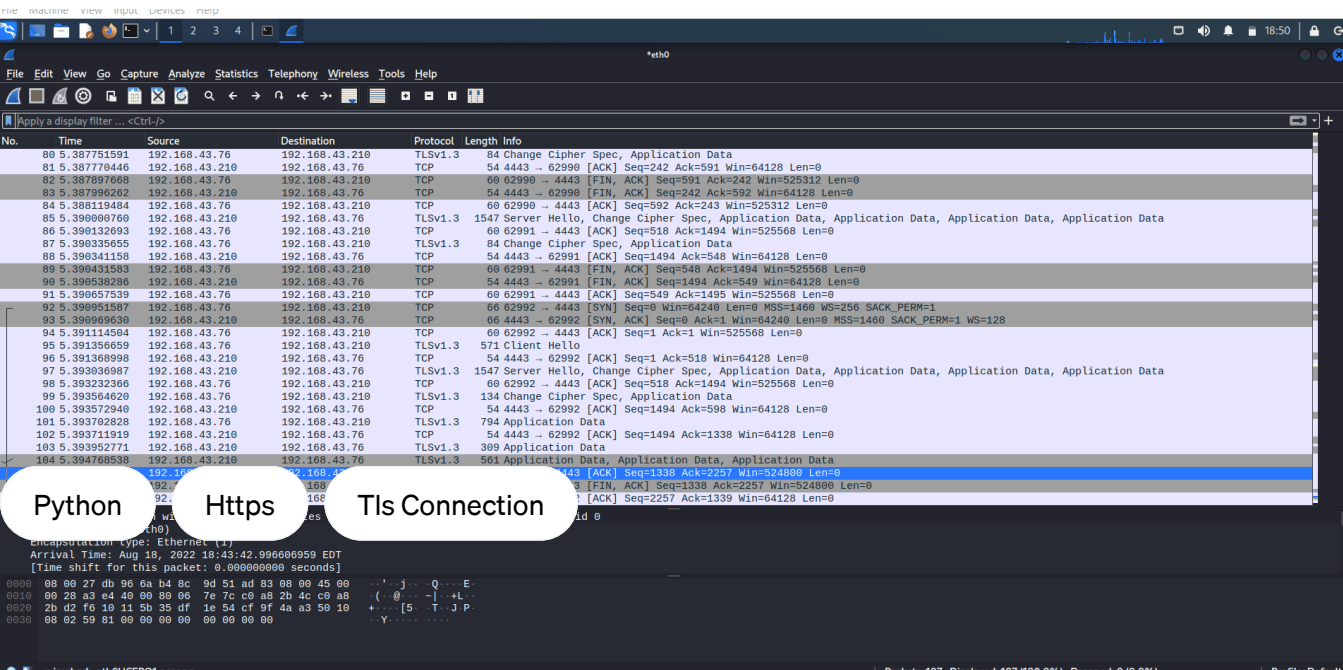 File Machine View Input Devices Help
1 2 3 4 18:50
*eth0
File Edit View Go Capture Analyze Statistics Telephony Wireless Tools Help
Apply a display filter … <Ctrl-/>
No. Time Source Destination Protocol Length Info
80 5.387751591 192.168.43.76 192.168.43.210 TLSv1.3 84 Change Cipher Spec, Application Data
81 5.387770446 192.168.43.210 192.168.43.76 TCP 54 4443 → 62990 [ACK] Seq=242 Ack=591 Win=64128 Len=0
82 5.387897668 192.168.43.76 192.168.43.210 TCP 60 62990 → 4443 [FIN, ACK] Seq=591 Ack=242 Win=525312 Len=0
83 5.387996262 192.168.43.210 192.168.43.76 TCP 54 4443 → 62990 [FIN, ACK] Seq=242 Ack=592 Win=64128 Len=0
84 5.388119484 192.168.43.76 192.168.43.210 TCP 60 62990 → 4443 [ACK] Seq=592 Ack=243 Win=525312 Len=0
85 5.390000760 192.168.43.210 192.168.43.76 TLSv1.3 1547 Server Hello, Change Cipher Spec, Application Data, Application Data, Application Data, Application Data
86 5.390132693 192.168.43.76 192.168.43.210 TCP 60 62991 → 4443 [ACK] Seq=518 Ack=1494 Win=525568 Len=0
87 5.390335655 192.168.43.76 192.168.43.210 TLSv1.3 84 Change Cipher Spec, Application Data
88 5.390341158 192.168.43.210 192.168.43.76 TCP 54 4443 → 62991 [ACK] Seq=1494 Ack=548 Win=64128 Len=0
89 5.390431583 192.168.43.76 192.168.43.210 TCP 60 62991 → 4443 [FIN, ACK] Seq=548 Ack=1494 Win=525568 Len=0
90 5.390538286 192.168.43.210 192.168.43.76 TCP 54 4443 → 62991 [FIN, ACK] Seq=1494 Ack=549 Win=64128 Len=0
91 5.390657539 192.168.43.76 192.168.43.210 TCP 60 62991 → 4443 [ACK] Seq=549 Ack=1495 Win=525568 Len=0
92 5.390951587 192.168.43.76 192.168.43.210 TCP 66 62992 → 4443 [SYN] Seq=0 Win=64240 Len=0 MSS=1460 WS=256 SACK_PERM=1
93 5.390969630 192.168.43.210 192.168.43.76 TCP 66 4443 → 62992 [SYN, ACK] Seq=0 Ack=1 Win=64240 Len=0 MSS=1460 SACK_PERM=1 WS=128
94 5.391114504 192.168.43.76 192.168.43.210 TCP 60 62992 → 4443 [ACK] Seq=1 Ack=1 Win=525568 Len=0
95 5.391356659 192.168.43.76 192.168.43.210 TLSv1.3 571 Client Hello
96 5.391368998 192.168.43.210 192.168.43.76 TCP 54 4443 → 62992 [ACK] Seq=1 Ack=518 Win=64128 Len=0
97 5.393036987 192.168.43.210 192.168.43.76 TLSv1.3 1547 Server Hello, Change Cipher Spec, Application Data, Application Data, Application Data, Application Data
98 5.393232366 192.168.43.76 192.168.43.210 TCP 60 62992 → 4443 [ACK] Seq=518 Ack=1494 Win=525568 Len=0
99 5.393564620 192.168.43.76 192.168.43.210 TLSv1.3 134 Change Cipher Spec, Application Data
100 5.393572940 192.168.43.210 192.168.43.76 TCP 54 4443 → 62992 [ACK] Seq=1494 Ack=598 Win=64128 Len=0
101 5.393702828 192.168.43.76 192.168.43.210 TLSv1.3 794 Application Data
102 5.393711919 192.168.43.210 192.168.43.76 TCP 54 4443 → 62992 [ACK] Seq=1494 Ack=1338 Win=64128 Len=0
103 5.393952771 192.168.43.210 192.168.43.76 TLSv1.3 309 Application Data
104 5.394768538 192.168.43.210 192.168.43.76 TLSv1.3 561 Application Data, Application Data, Application Data
[ACK] Seq=1338 Ack=2257 Win=524800 Len=0
[FIN, ACK] Seq=1338 Ack=2257 Win=524800 Len=0
[ACK] Seq=2257 Ack=1339 Win=64128 Len=0
Python Https Tls Connection
id 0
Encapsulation type: Ethernet (1)
Arrival Time: Aug 18, 2022 18:43:42.996606959 EDT
[Time shift for this packet: 0.000000000 seconds]
0000 08 00 27 db 96 6a b4 8c 9d 51 ad 83 08 00 45 00 ··'··j·· ·Q····E·
0010 00 28 a3 e4 40 00 80 06 7e 7c c0 a8 2b 4c c0 a8 ·(··@··· ~|··+L··
0020 2b d2 f6 10 11 5b 35 df 1e 54 cf 9f 4a a3 50 10 +····[5· ·T··J·P·
0030 08 02 59 81 00 00 00 00 00 00 00 00 ··Y····· ····